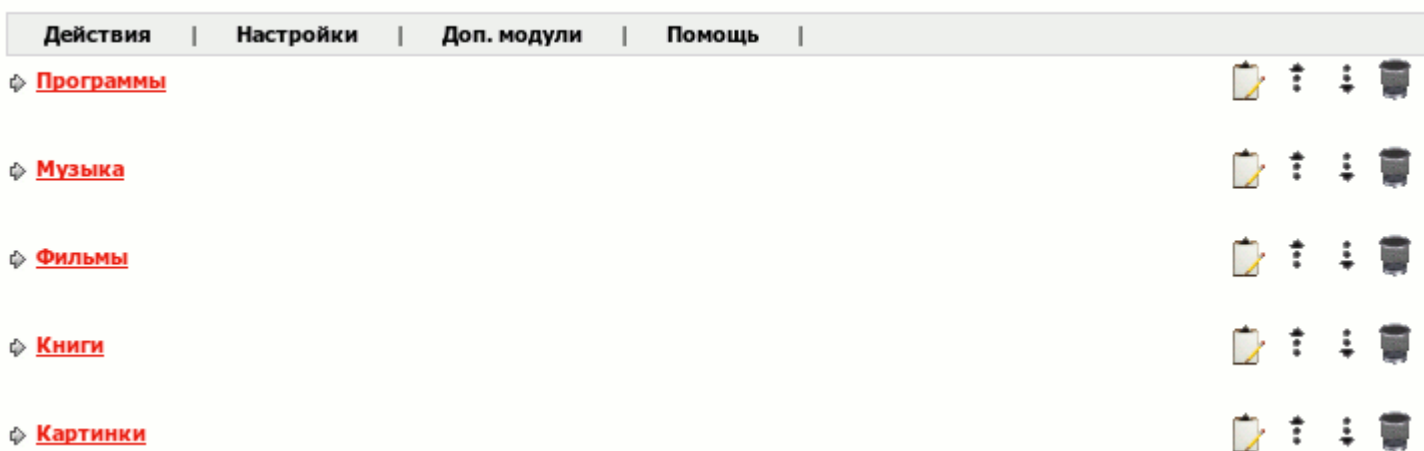 Действия | Настройки | Доп. модули | Помощь |
Программы
Музыка
Фильмы
Книги
Картинки